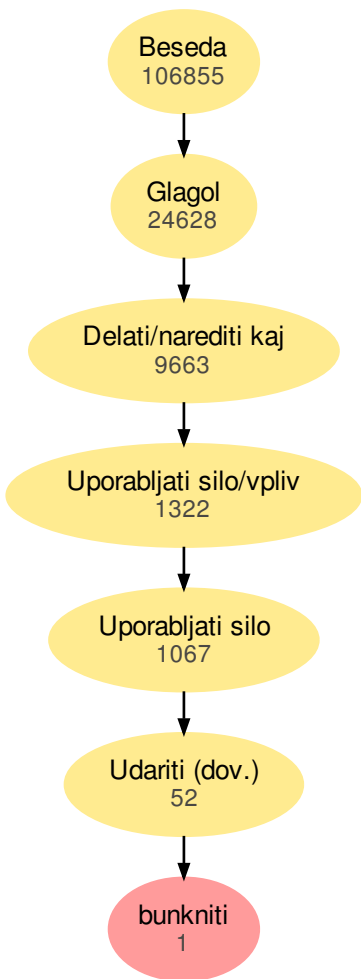 Beseda
106855
Glagol
24628
Delati/narediti kaj
9663
Uporabljati silo/vpliv
1322
Uporabljati silo
1067
Udariti (dov.)
52
bunkniti
1